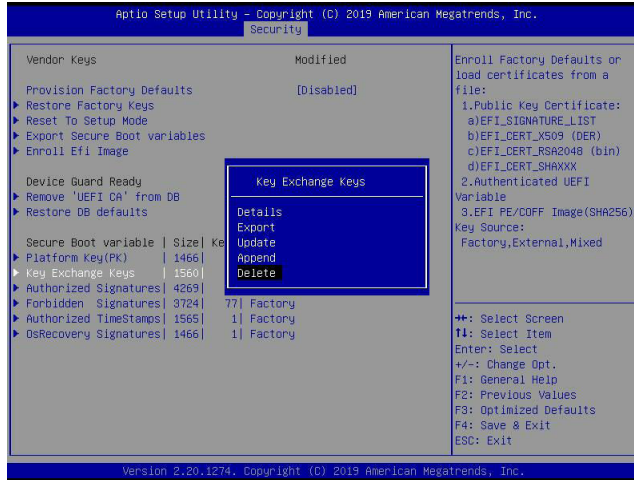 Aptio Setup Utility – Copyright (C) 2019 American Megatrends, Inc.
Security
Vendor Keys Modified
Provision Factory Defaults [Disabled]
Restore Factory Keys
Reset To Setup Mode
Export Secure Boot variables
Enroll Efi Image
Device Guard Ready
Remove 'UEFI CA' from DB
Restore DB defaults
Secure Boot variable | Size| Ke
Platform Key(PK) | 1466|
Key Exchange Keys | 1560|
Authorized Signatures| 4269|
Forbidden Signatures| 3724| 77| Factory
Authorized TimeStamps| 1565| 1| Factory
OsRecovery Signatures| 1466| 1| Factory
Key Exchange Keys
Details
Export
Update
Append
Delete
Enroll Factory Defaults or
load certificates from a
file:
1.Public Key Certificate:
a)EFI_SIGNATURE_LIST
b)EFI_CERT_X509 (DER)
c)EFI_CERT_RSA2048 (bin)
d)EFI_CERT_SHAXXX
2.Authenticated UEFI
Variable
3.EFI PE/COFF Image(SHA256)
Key Source:
Factory,External,Mixed
→←: Select Screen
↑↓: Select Item
Enter: Select
+/-: Change Opt.
F1: General Help
F2: Previous Values
F3: Optimized Defaults
F4: Save & Exit
ESC: Exit
Version 2.20.1274. Copyright (C) 2019 American Megatrends, Inc.